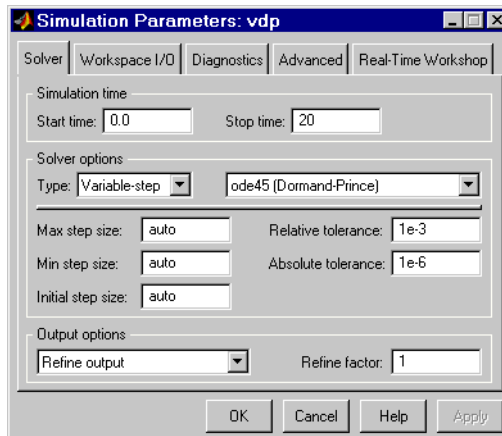 Simulation Parameters: vdp
Solver Workspace I/O Diagnostics Advanced Real-Time Workshop
Simulation time
Start time: 0.0 Stop time: 20
Solver options
Type: Variable-step ode45 (Dormand-Prince)
Max step size: auto Relative tolerance: 1e-3
Min step size: auto Absolute tolerance: 1e-6
Initial step size: auto
Output options
Refine output Refine factor: 1
OK Cancel Help Apply